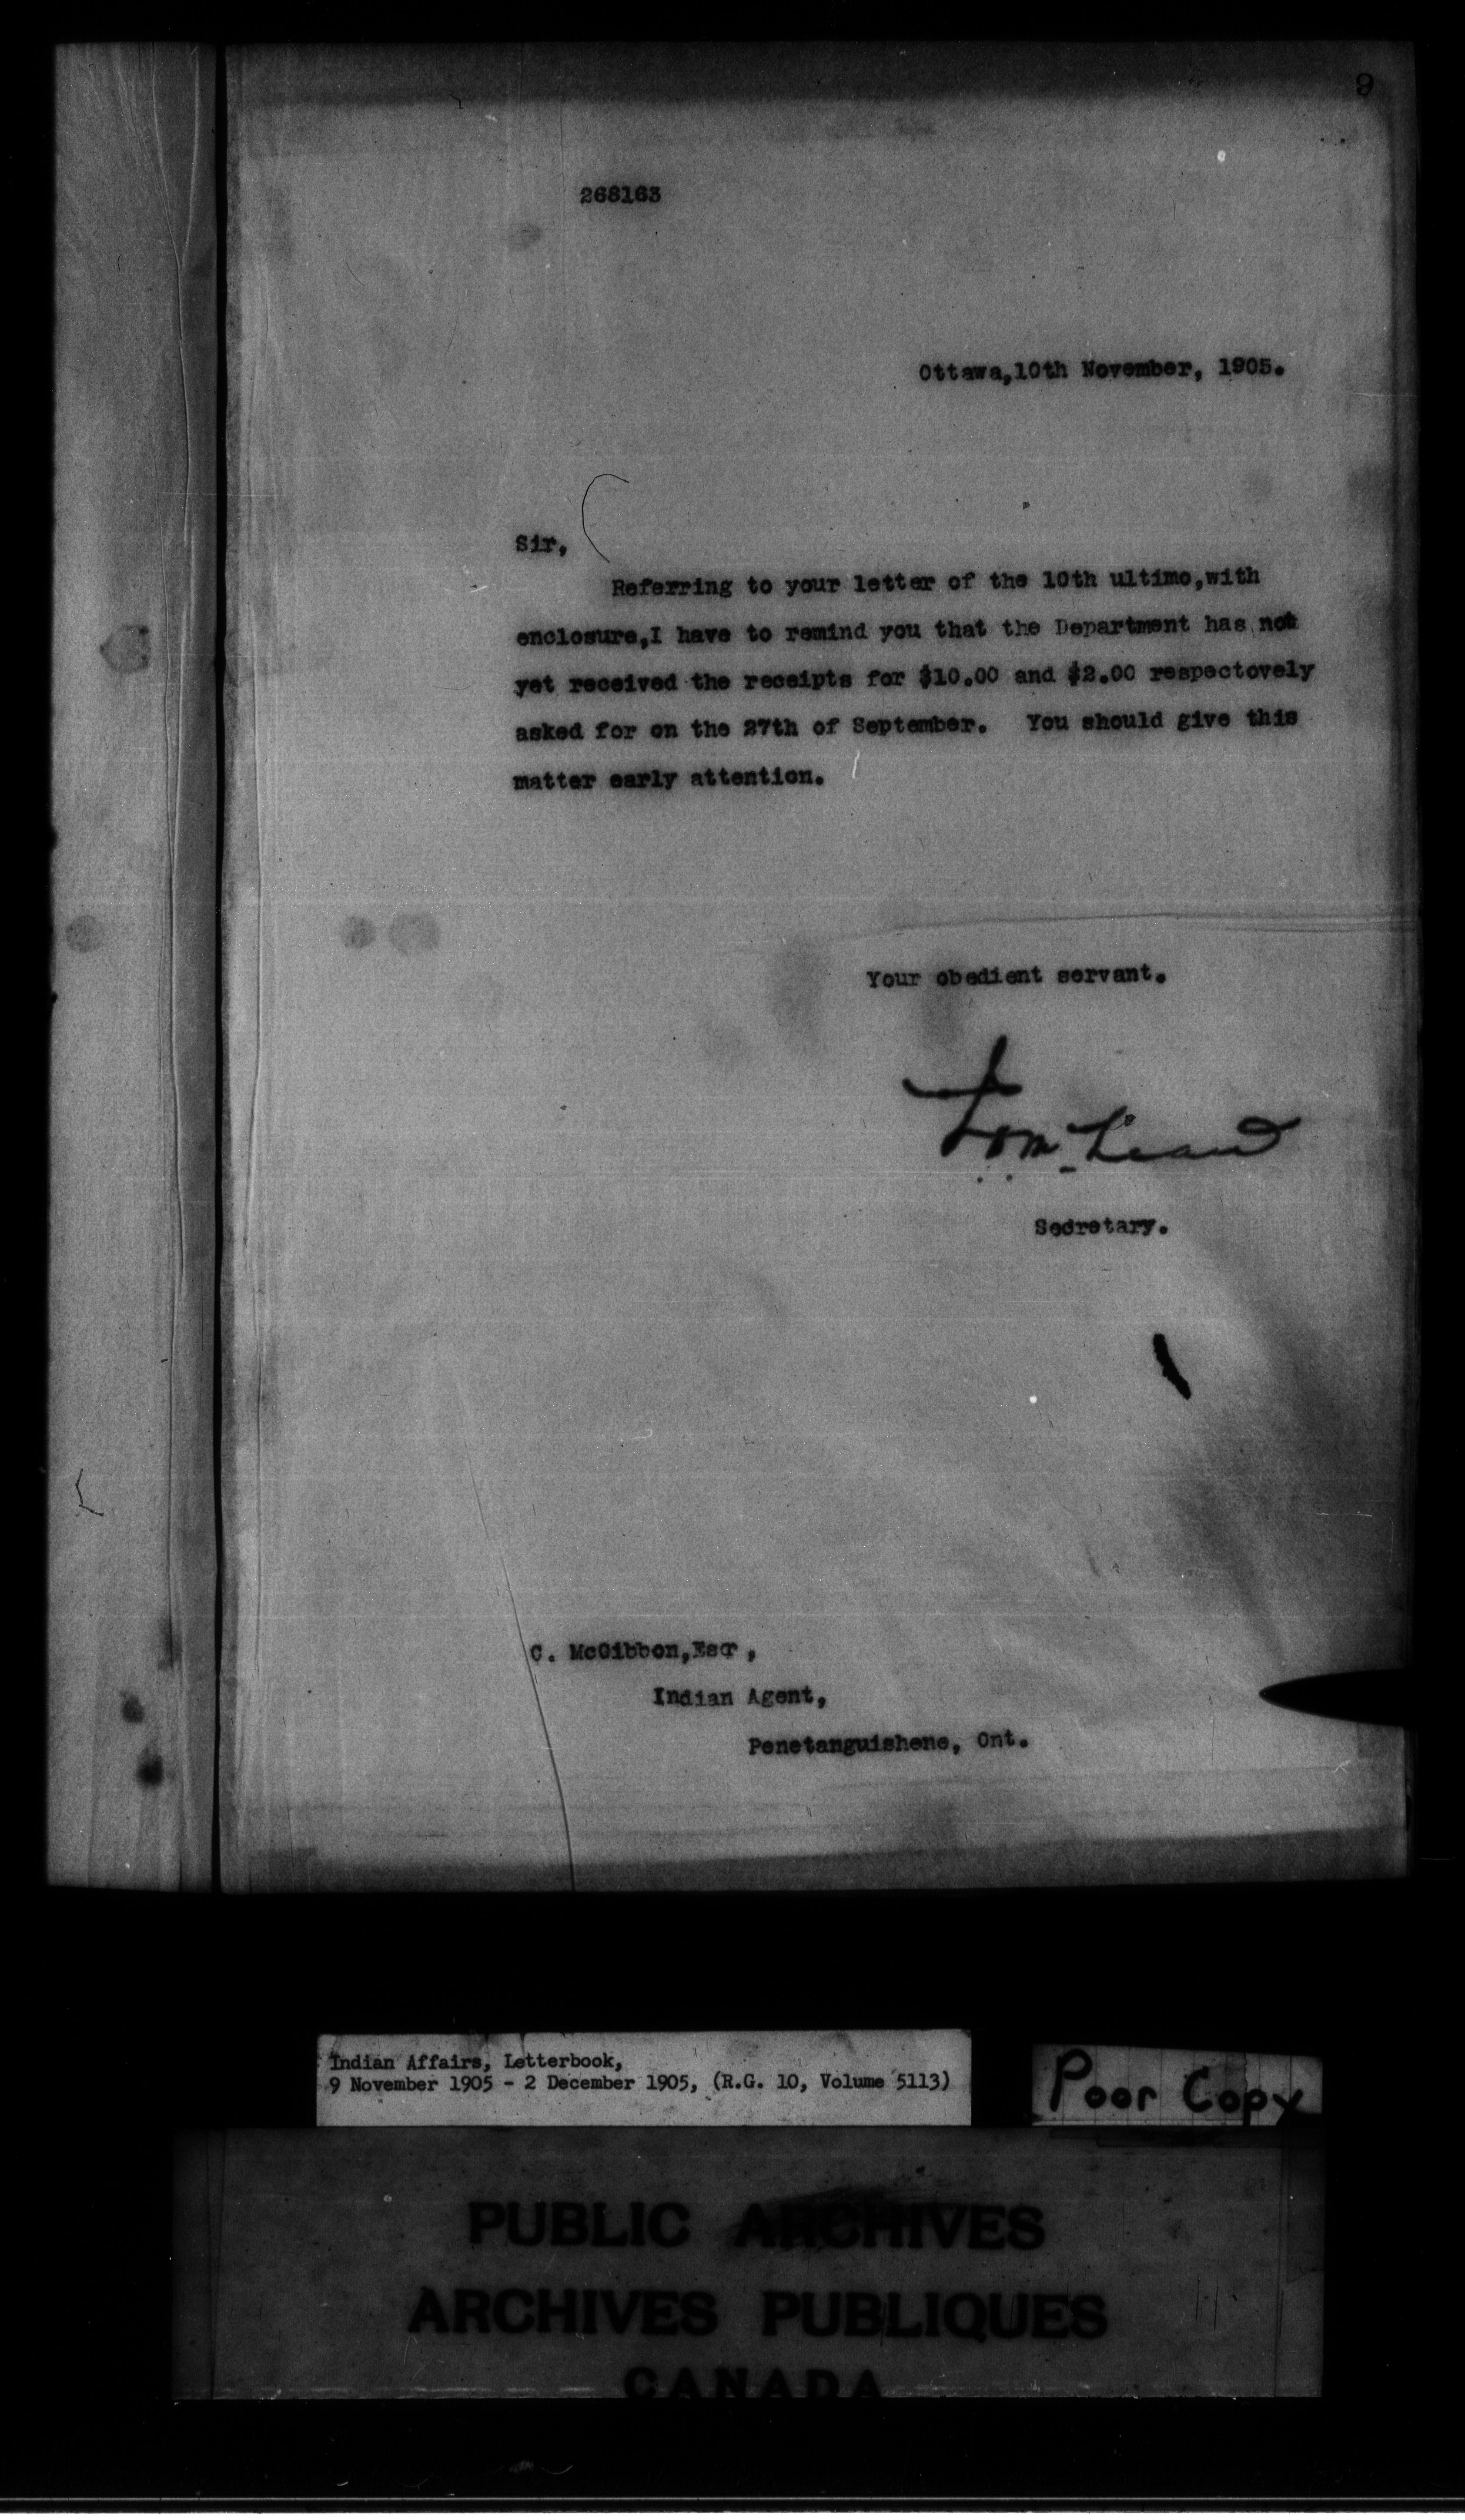 9
268163
Ottawa,10th November, 1905.
Sir,
Referring to your letter of the 10th ultimo,with
enclosure,I have to remind you that the Department has not
yet received the receipts for $10.00 and $2.00 respectovely
asked for on the 27th of September. You should give this
matter early attention.
Your obedient servant.
Secretary.
C. McGibbon,Esqr,
Indian Agent,
Penetanguishene, Ont.
Indian Affairs, Letterbook,
9 November 1905 - 2 December 1905, (R.G. 10, Volume 5113)
Poor Copy
PUBLIC ARCHIVES
ARCHIVES PUBLIQUES
CANADA